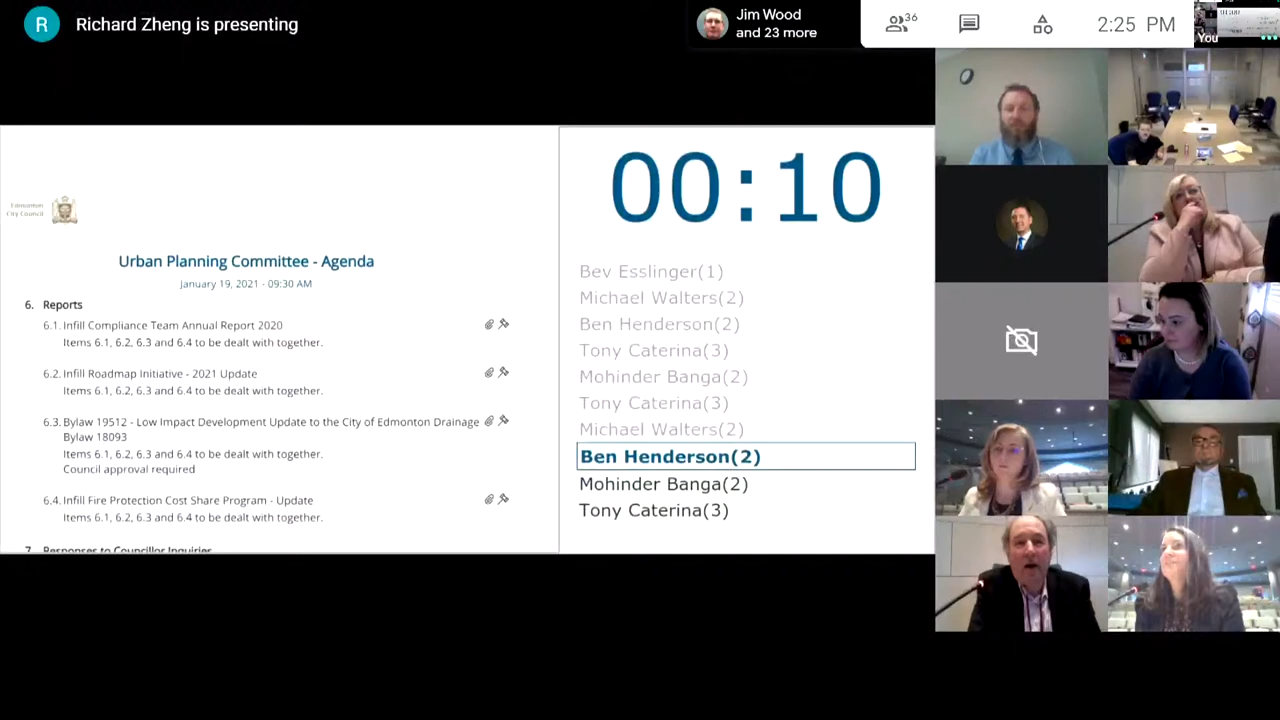 R
Richard Zheng is presenting
Jim Wood
and 23 more
36
2:25 PM
You
Edmonton
City Council
Urban Planning Committee - Agenda
January 19, 2021 - 09:30 AM
6. Reports
6.1. Infill Compliance Team Annual Report 2020
Items 6.1, 6.2, 6.3 and 6.4 to be dealt with together.
6.2. Infill Roadmap Initiative - 2021 Update
Items 6.1, 6.2, 6.3 and 6.4 to be dealt with together.
6.3. Bylaw 19512 - Low Impact Development Update to the City of Edmonton Drainage
Bylaw 18093
Items 6.1, 6.2, 6.3 and 6.4 to be dealt with together.
Council approval required
6.4. Infill Fire Protection Cost Share Program - Update
Items 6.1, 6.2, 6.3 and 6.4 to be dealt with together.
7. Responses to Councillor Inquiries
00:10
Bev Esslinger(1)
Michael Walters(2)
Ben Henderson(2)
Tony Caterina(3)
Mohinder Banga(2)
Tony Caterina(3)
Michael Walters(2)
Ben Henderson(2)
Mohinder Banga(2)
Tony Caterina(3)